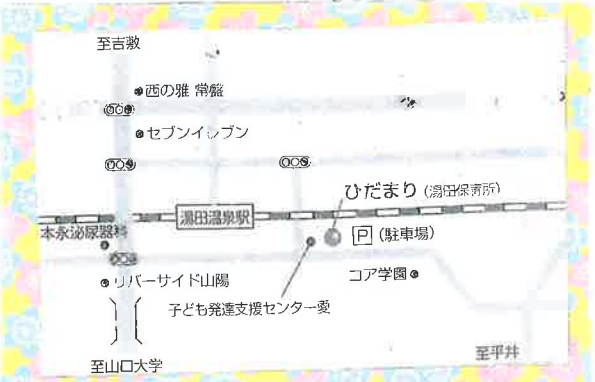 至吉敷
西の雅 常盤
セブンイレブン
ひだまり (湯田保育所)
湯田温泉駅
本永泌尿器科
P (駐車場)
リバーサイド山陽
コア学園
子ども発達支援センター愛
至山口大学
至平井